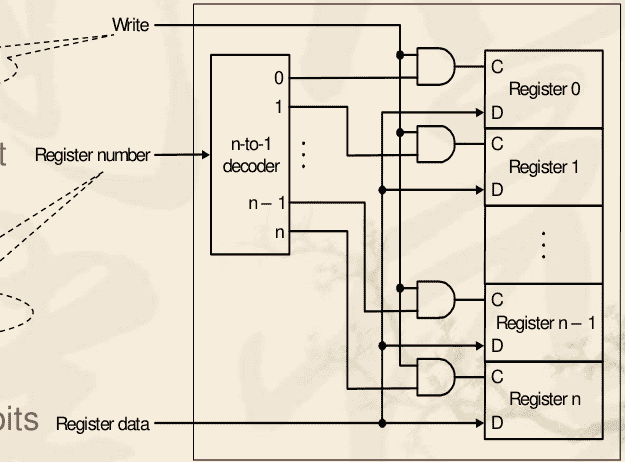 Write
0
1
n-to-1
decoder
n – 1
n
t
Register number
C
Register 0
D
C
Register 1
D
C
Register n – 1
D
C
Register n
D
bits
Register data